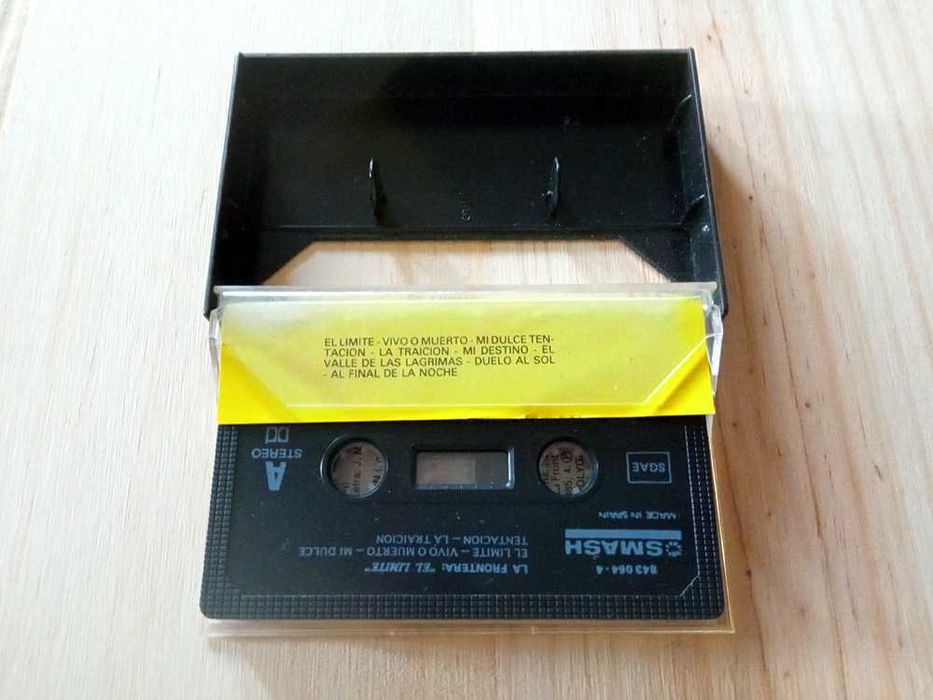 EL LIMITE - VIVO O MUERTO - MI DULCE TEN-
TACION - LA TRAICION - MI DESTINO - EL
VALLE DE LAS LAGRIMAS - DUELO AL SOL
- AL FINAL DE LA NOCHE
843 064 - 4
SMASH
MADE IN SPAIN
SGAE
LA FRONTERA: "EL LIMITE"
EL LIMITE – VIVO O MUERTO – MI DULCE
TENTACION – LA TRAICION
A
STEREO
5